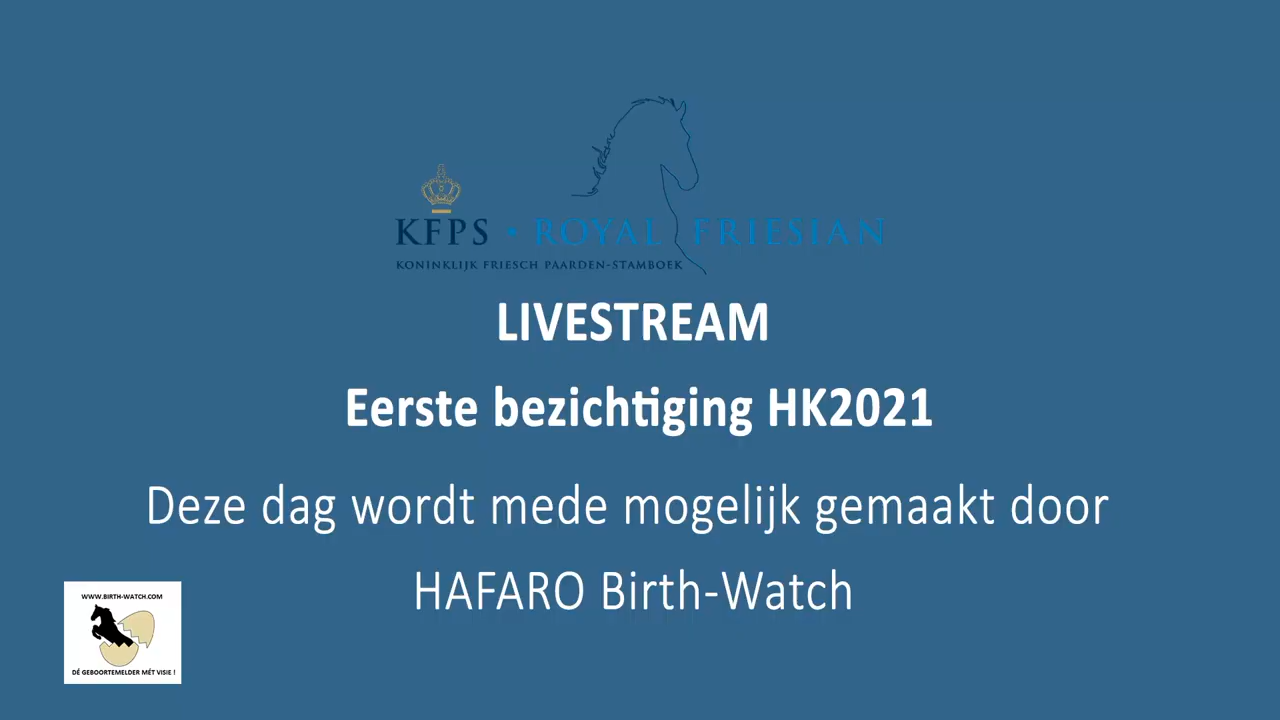 KFPS • ROYAL FRIESIAN
KONINKLIJK FRIESCH PAARDEN-STAMBOEK
LIVESTREAM
Eerste bezichtiging HK2021
Deze dag wordt mede mogelijk gemaakt door
HAFARO Birth-Watch
WWW.BIRTH-WATCH.COM
DÉ GEBOORTEMELDER MÉT VISIE !